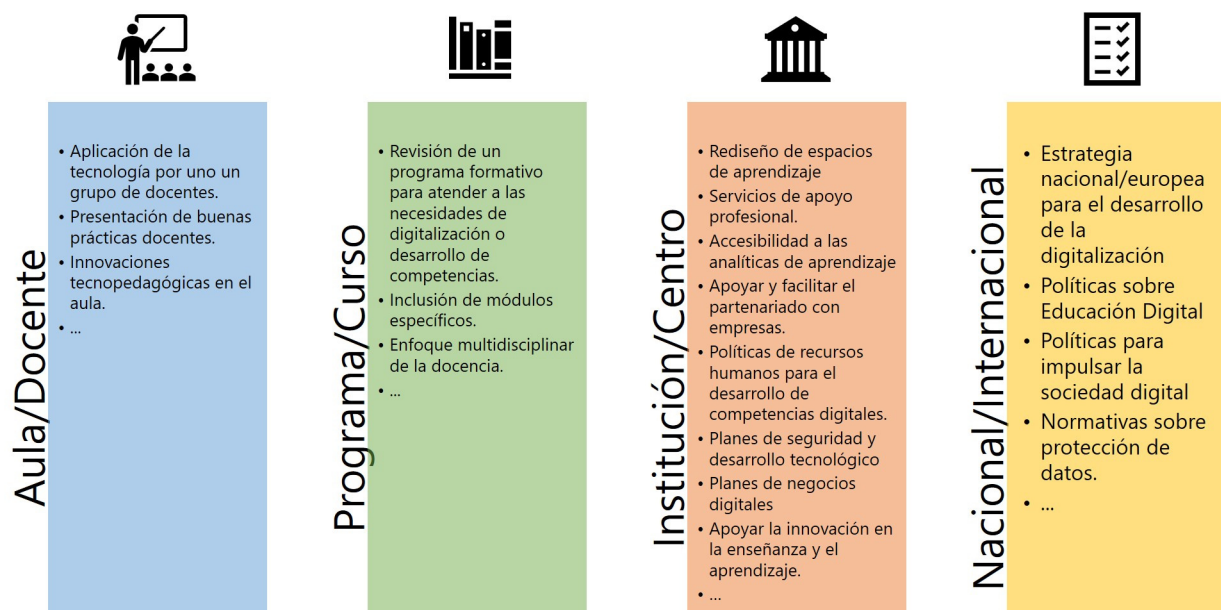 Aula/Docente
• Aplicación de la
tecnología por uno un
grupo de docentes.
• Presentación de buenas
prácticas docentes.
• Innovaciones
tecnopedagógicas en el
aula.
• ...
Programa/Curso
• Revisión de un
programa formativo
para atender a las
necesidades de
digitalización o
desarrollo de
competencias.
• Inclusión de módulos
específicos.
• Enfoque multidisciplinar
de la docencia.
• ...
Institución/Centro
• Rediseño de espacios
de aprendizaje
• Servicios de apoyo
profesional.
• Accesibilidad a las
analíticas de aprendizaje
• Apoyar y facilitar el
partenariado con
empresas.
• Políticas de recursos
humanos para el
desarrollo de
competencias digitales.
• Planes de seguridad y
desarrollo tecnológico
• Planes de negocios
digitales
• Apoyar la innovación en
la enseñanza y el
aprendizaje.
• ...
Nacional/Internacional
• Estrategia
nacional/europea
para el desarrollo
de la
digitalización
• Políticas sobre
Educación Digital
• Políticas para
impulsar la
sociedad digital
• Normativas sobre
protección de
datos.
• ...